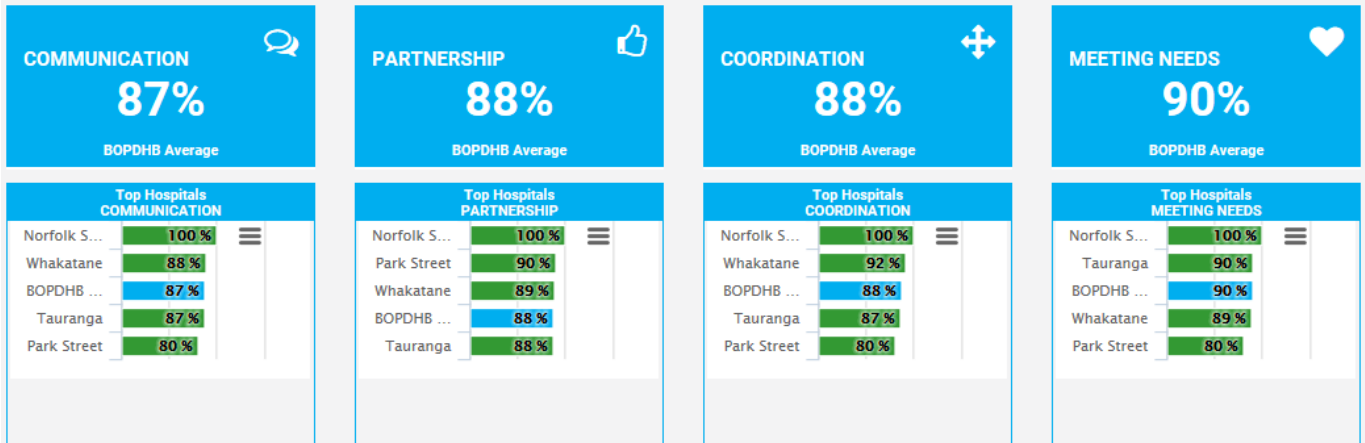 COMMUNICATION
87%
BOPDHB Average
PARTNERSHIP
88%
BOPDHB Average
COORDINATION
88%
BOPDHB Average
MEETING NEEDS
90%
BOPDHB Average
Top Hospitals
COMMUNICATION
Norfolk S... 100 %
Whakatane 88 %
BOPDHB ... 87 %
Tauranga 87 %
Park Street 80 %
Top Hospitals
PARTNERSHIP
Norfolk S... 100 %
Park Street 90 %
Whakatane 89 %
BOPDHB ... 88 %
Tauranga 88 %
Top Hospitals
COORDINATION
Norfolk S... 100 %
Whakatane 92 %
BOPDHB ... 88 %
Tauranga 87 %
Park Street 80 %
Top Hospitals
MEETING NEEDS
Norfolk S... 100 %
Tauranga 90 %
BOPDHB ... 90 %
Whakatane 89 %
Park Street 80 %